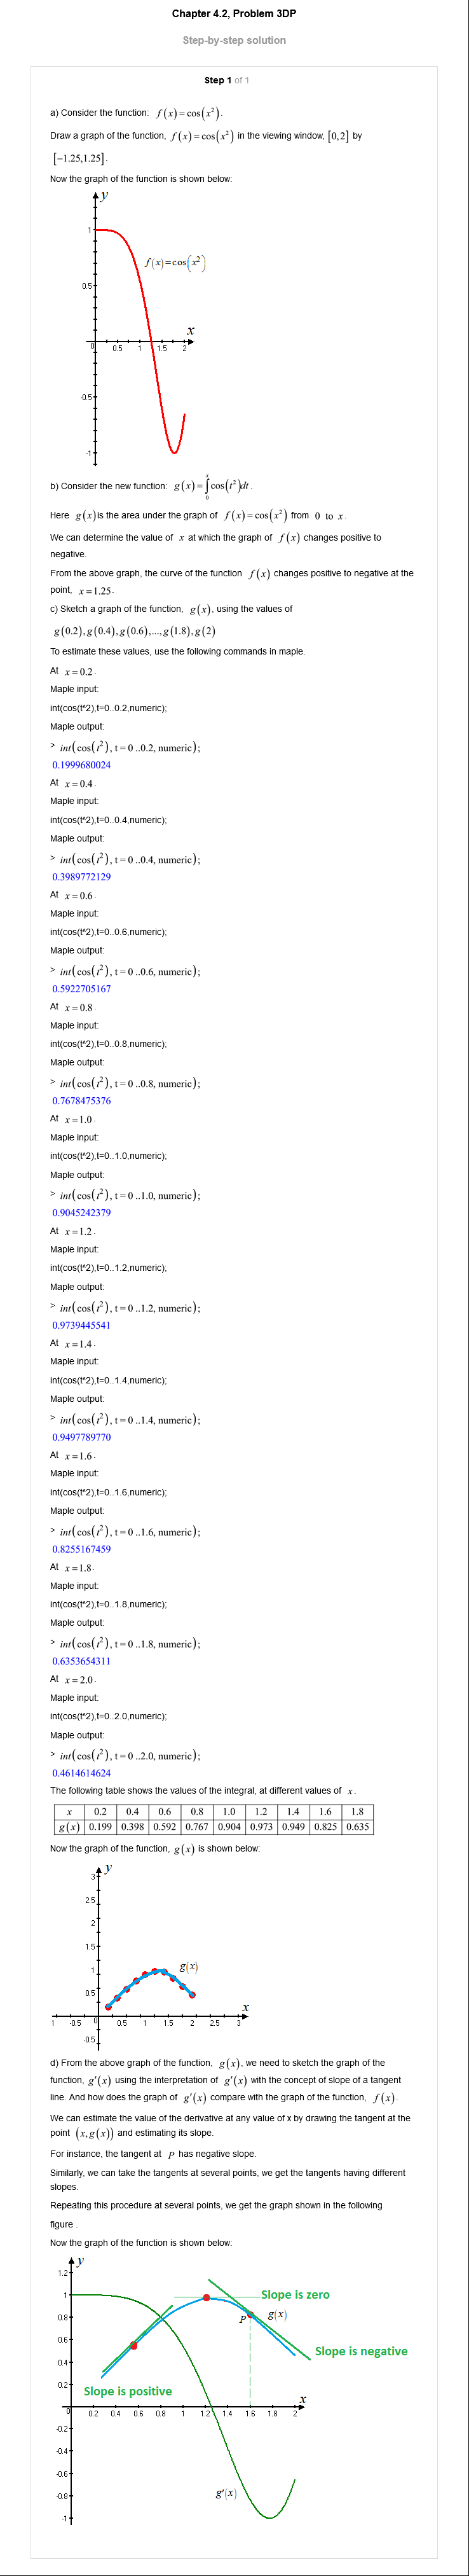 Chapter 4.2, Problem 3DP
Step-by-step solution
Step 1 of 1
a) Consider the function: f(x)=cos(x²).
Draw a graph of the function, f(x)=cos(x²) in the viewing window, [0,2] by
[−1.25,1.25].
Now the graph of the function is shown below:
y
1
f(x)=cos(x²)
0.5
x
0 0.5 1 1.5 2
-0.5
-1
b) Consider the new function: g(x)=∫₀ˣcos(t²)dt.
Here g(x)is the area under the graph of f(x)=cos(x²) from 0 to x.
We can determine the value of x at which the graph of f(x) changes positive to
negative.
From the above graph, the curve of the function f(x) changes positive to negative at the
point, x=1.25.
c) Sketch a graph of the function, g(x), using the values of
g(0.2),g(0.4),g(0.6),...,g(1.8),g(2)
To estimate these values, use the following commands in maple.
At x=0.2.
Maple input:
int(cos(t^2),t=0..0.2,numeric);
Maple output:
> int(cos(t²), t = 0 ..0.2, numeric);
0.1999680024
At x=0.4.
Maple input:
int(cos(t^2),t=0..0.4,numeric);
Maple output:
> int(cos(t²), t = 0 ..0.4, numeric);
0.3989772129
At x=0.6.
Maple input:
int(cos(t^2),t=0..0.6,numeric);
Maple output:
> int(cos(t²), t = 0 ..0.6, numeric);
0.5922705167
At x=0.8.
Maple input:
int(cos(t^2),t=0..0.8,numeric);
Maple output:
> int(cos(t²), t = 0 ..0.8, numeric);
0.7678475376
At x=1.0.
Maple input:
int(cos(t^2),t=0..1.0,numeric);
Maple output:
> int(cos(t²), t = 0 ..1.0, numeric);
0.9045242379
At x=1.2.
Maple input:
int(cos(t^2),t=0..1.2,numeric);
Maple output:
> int(cos(t²), t = 0 ..1.2, numeric);
0.9739445541
At x=1.4.
Maple input:
int(cos(t^2),t=0..1.4,numeric);
Maple output:
> int(cos(t²), t = 0 ..1.4, numeric);
0.9497789770
At x=1.6.
Maple input:
int(cos(t^2),t=0..1.6,numeric);
Maple output:
> int(cos(t²), t = 0 ..1.6, numeric);
0.8255167459
At x=1.8.
Maple input:
int(cos(t^2),t=0..1.8,numeric);
Maple output:
> int(cos(t²), t = 0 ..1.8, numeric);
0.6353654311
At x=2.0.
Maple input:
int(cos(t^2),t=0..2.0,numeric);
Maple output:
> int(cos(t²), t = 0 ..2.0, numeric);
0.4614614624
The following table shows the values of the integral, at different values of x.
x 0.2 0.4 0.6 0.8 1.0 1.2 1.4 1.6 1.8
g(x) 0.199 0.398 0.592 0.767 0.904 0.973 0.949 0.825 0.635
Now the graph of the function, g(x) is shown below:
y
3
2.5
2
1.5
1
g(x)
0.5
x
1 -0.5 0 0.5 1 1.5 2 2.5 3
-0.5
d) From the above graph of the function, g(x), we need to sketch the graph of the
function, g′(x) using the interpretation of g′(x) with the concept of slope of a tangent
line. And how does the graph of g′(x) compare with the graph of the function, f(x).
We can estimate the value of the derivative at any value of x by drawing the tangent at the
point (x,g(x)) and estimating its slope.
For instance, the tangent at P has negative slope.
Similarly, we can take the tangents at several points, we get the tangents having different
slopes.
Repeating this procedure at several points, we get the graph shown in the following
figure .
Now the graph of the function is shown below:
y
1.2
Slope is zero
1
P g(x)
0.8
0.6
Slope is negative
0.4
0.2
Slope is positive
x
0 0.2 0.4 0.6 0.8 1 1.2 1.4 1.6 1.8 2
-0.2
-0.4
-0.6
-0.8
g′(x)
-1